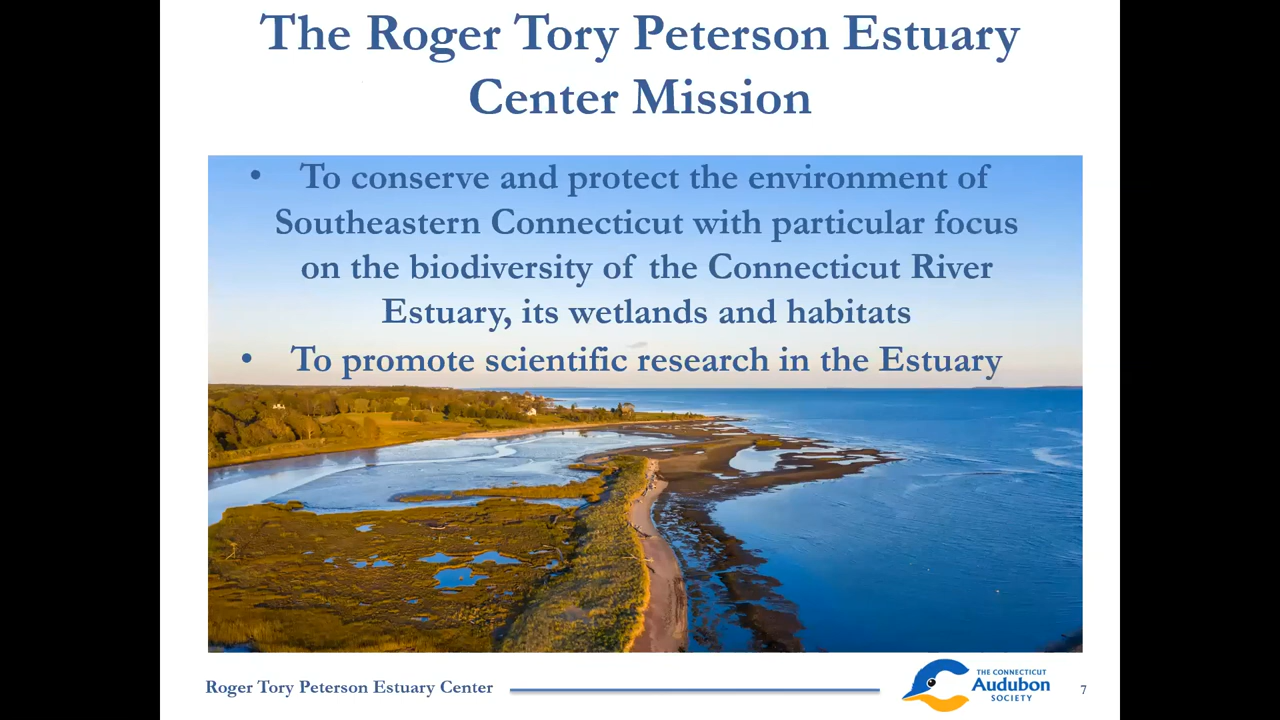 The Roger Tory Peterson Estuary
Center Mission
• To conserve and protect the environment of
Southeastern Connecticut with particular focus
on the biodiversity of the Connecticut River
Estuary, its wetlands and habitats
• To promote scientific research in the Estuary
Roger Tory Peterson Estuary Center
THE CONNECTICUT
Audubon
SOCIETY
7